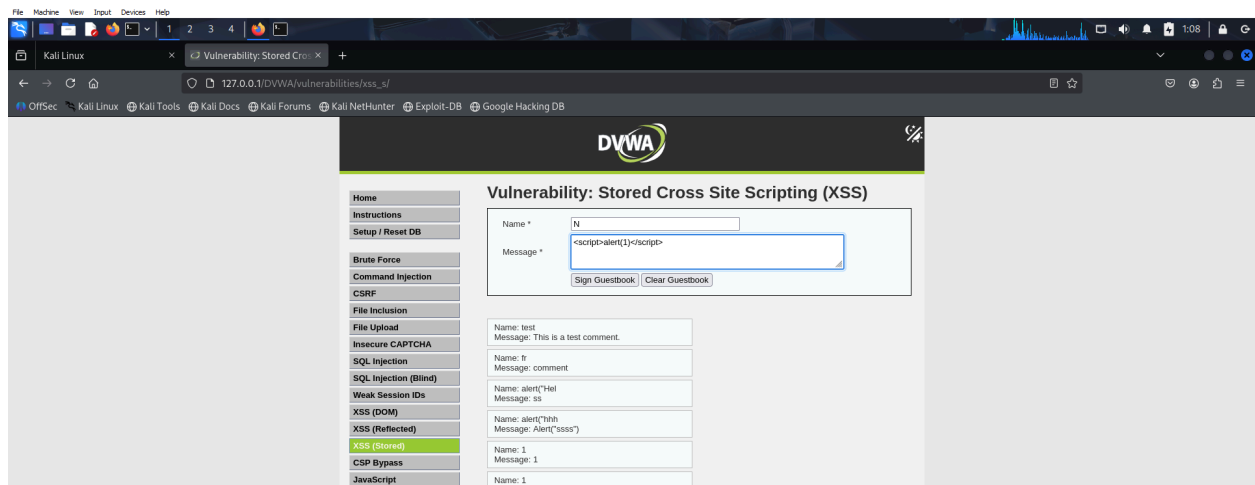 File Machine View Input Devices Help
1 2 3 4 1:08
Kali Linux × Vulnerability: Stored Cros × +
127.0.0.1/DVWA/vulnerabilities/xss_s/
OffSec Kali Linux Kali Tools Kali Docs Kali Forums Kali NetHunter Exploit-DB Google Hacking DB
DVWA
Vulnerability: Stored Cross Site Scripting (XSS)
Home
Instructions
Setup / Reset DB
Brute Force
Command Injection
CSRF
File Inclusion
File Upload
Insecure CAPTCHA
SQL Injection
SQL Injection (Blind)
Weak Session IDs
XSS (DOM)
XSS (Reflected)
XSS (Stored)
CSP Bypass
JavaScript
Name * N
Message * <script>alert(1)</script>
Sign Guestbook Clear Guestbook
Name: test
Message: This is a test comment.
Name: fr
Message: comment
Name: alert("Hel
Message: ss
Name: alert("hhh
Message: Alert("ssss")
Name: 1
Message: 1
Name: 1